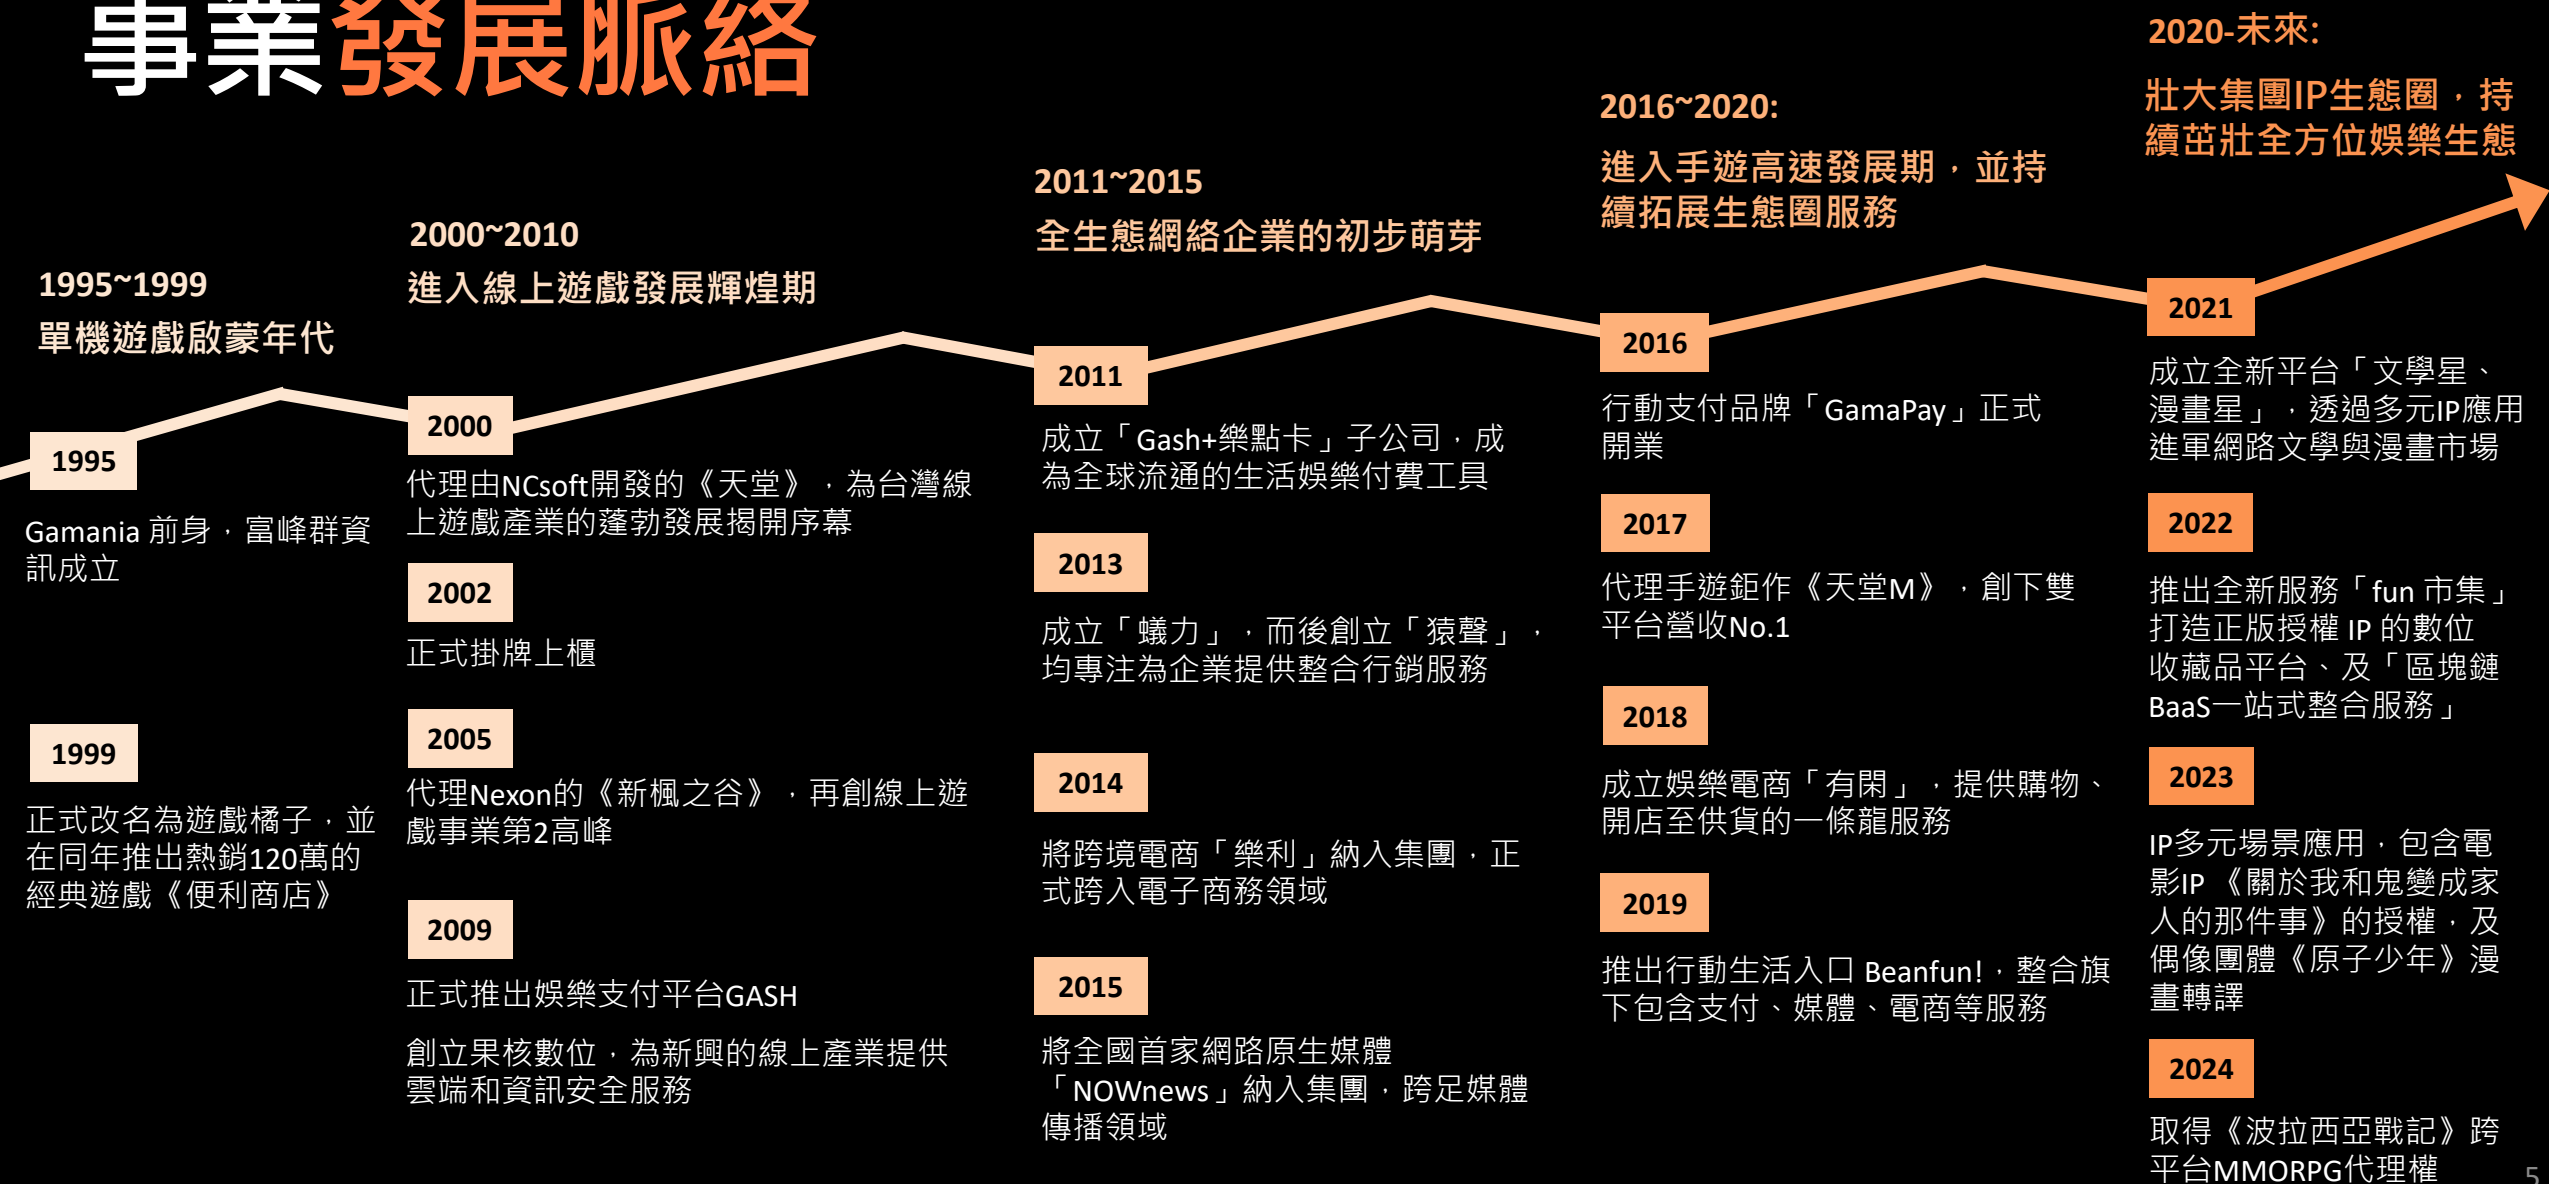 事業發展脈絡
1995~1999
單機遊戲啟蒙年代
1995
Gamania 前身，富峰群資
訊成立
1999
正式改名為遊戲橘子，並
在同年推出熱銷120萬的
經典遊戲《便利商店》
2000~2010
進入線上遊戲發展輝煌期
2000
代理由NCsoft開發的《天堂》，為台灣線
上遊戲產業的蓬勃發展揭開序幕
2002
正式掛牌上櫃
2005
代理Nexon的《新楓之谷》，再創線上遊
戲事業第2高峰
2009
正式推出娛樂支付平台GASH
創立果核數位，為新興的線上產業提供
雲端和資訊安全服務
2011~2015
全生態網絡企業的初步萌芽
2011
成立「Gash+樂點卡」子公司，成
為全球流通的生活娛樂付費工具
2013
成立「蟻力」，而後創立「猿聲」，
均專注為企業提供整合行銷服務
2014
將跨境電商「樂利」納入集團，正
式跨入電子商務領域
2015
將全國首家網路原生媒體
「NOWnews」納入集團，跨足媒體
傳播領域
2016~2020:
進入手遊高速發展期，並持
續拓展生態圈服務
2016
行動支付品牌「GamaPay」正式
開業
2017
代理手遊鉅作《天堂M》，創下雙
平台營收No.1
2018
成立娛樂電商「有閑」，提供購物、
開店至供貨的一條龍服務
2019
推出行動生活入口 Beanfun!，整合旗
下包含支付、媒體、電商等服務
2020-未來:
壯大集團IP生態圈，持
續茁壯全方位娛樂生態
2021
成立全新平台「文學星、
漫畫星」，透過多元IP應用
進軍網路文學與漫畫市場
2022
推出全新服務「fun 市集」
打造正版授權 IP 的數位
收藏品平台、及「區塊鏈
BaaS一站式整合服務」
2023
IP多元場景應用，包含電
影IP 《關於我和鬼變成家
人的那件事》的授權，及
偶像團體《原子少年》漫
畫轉譯
2024
取得《波拉西亞戰記》跨
平台MMORPG代理權
5